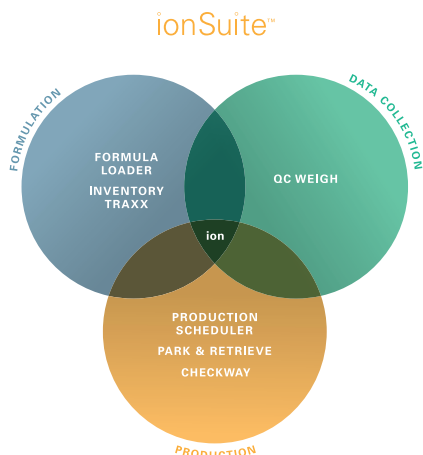 ionSuite™
FORMULATION
DATA COLLECTION
FORMULA
LOADER
INVENTORY
TRAXX
QC WEIGH
ion
PRODUCTION
SCHEDULER
PARK & RETRIEVE
CHECKWAY
PRODUCTION